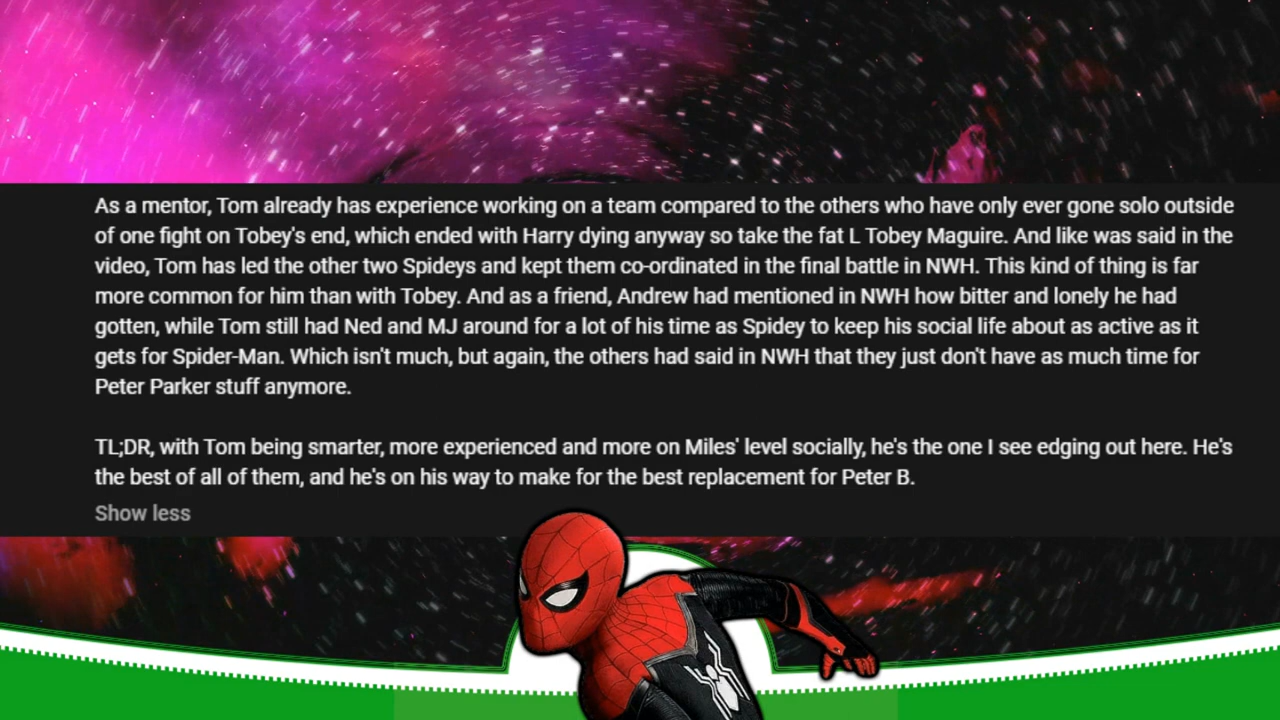 As a mentor, Tom already has experience working on a team compared to the others who have only ever gone solo outside
of one fight on Tobey's end, which ended with Harry dying anyway so take the fat L Tobey Maguire. And like was said in the
video, Tom has led the other two Spideys and kept them co-ordinated in the final battle in NWH. This kind of thing is far
more common for him than with Tobey. And as a friend, Andrew had mentioned in NWH how bitter and lonely he had
gotten, while Tom still had Ned and MJ around for a lot of his time as Spidey to keep his social life about as active as it
gets for Spider-Man. Which isn't much, but again, the others had said in NWH that they just don't have as much time for
Peter Parker stuff anymore.
TL;DR, with Tom being smarter, more experienced and more on Miles' level socially, he's the one I see edging out here. He's
the best of all of them, and he's on his way to make for the best replacement for Peter B.
Show less